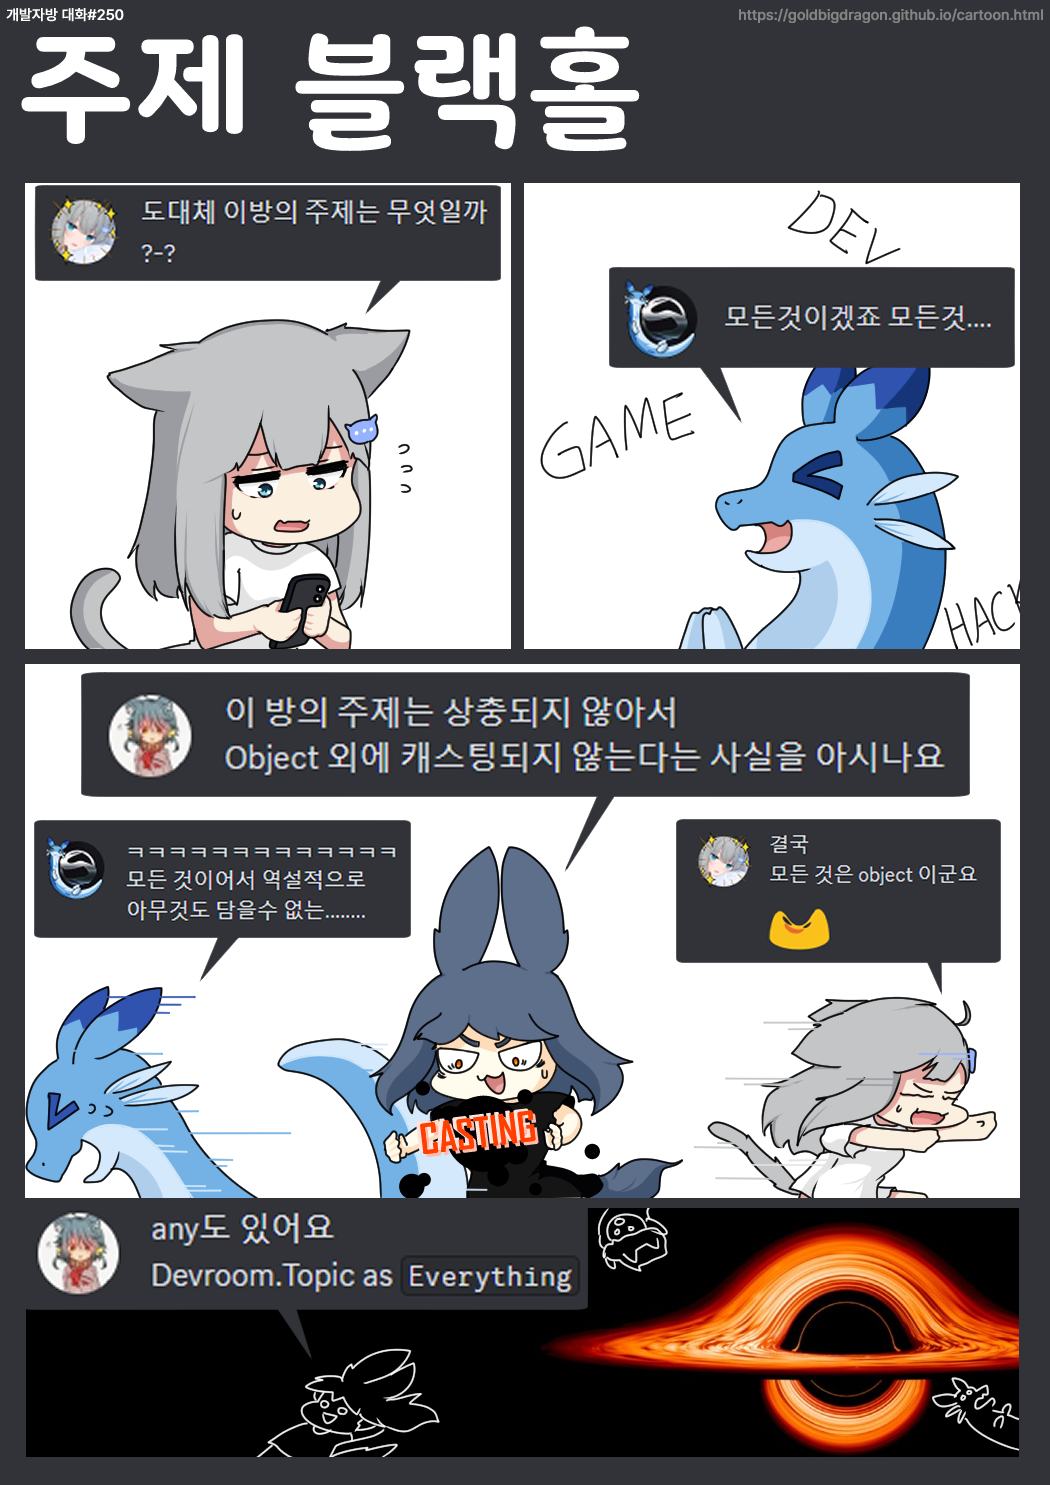 개발자방 대화#250
https://goldbigdragon.github.io/cartoon.html
주제 블랙홀
도대체 이방의 주제는 무엇일까
?-?
DEV
모든것이겠죠 모든것....
GAME
HACK
이 방의 주제는 상충되지 않아서
Object 외에 캐스팅되지 않는다는 사실을 아시나요
ㅋㅋㅋㅋㅋㅋㅋㅋㅋㅋㅋㅋㅋ
모든 것이어서 역설적으로
아무것도 담을수 없는........
결국
모든 것은 object 이군요
CASTING
any도 있어요
Devroom.Topic as Everything